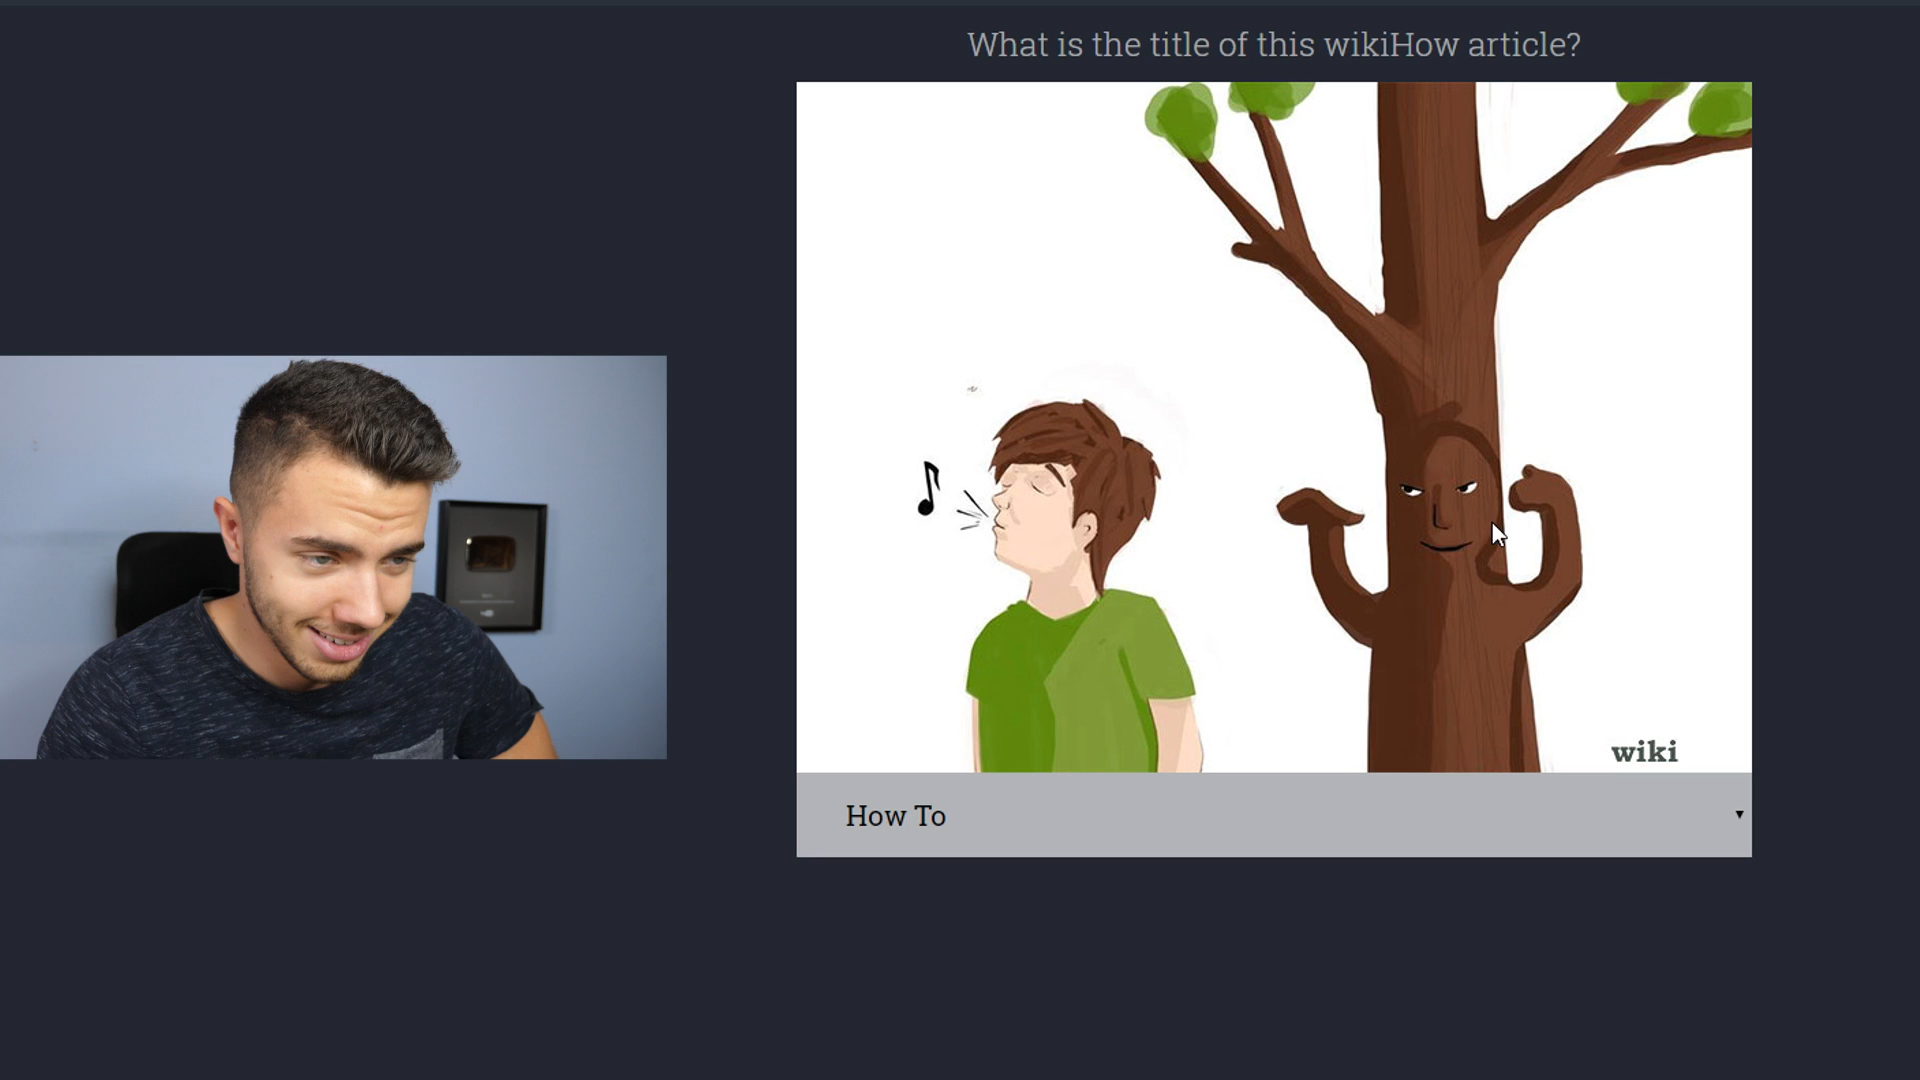 What is the title of this wikiHow article?
wiki
How To